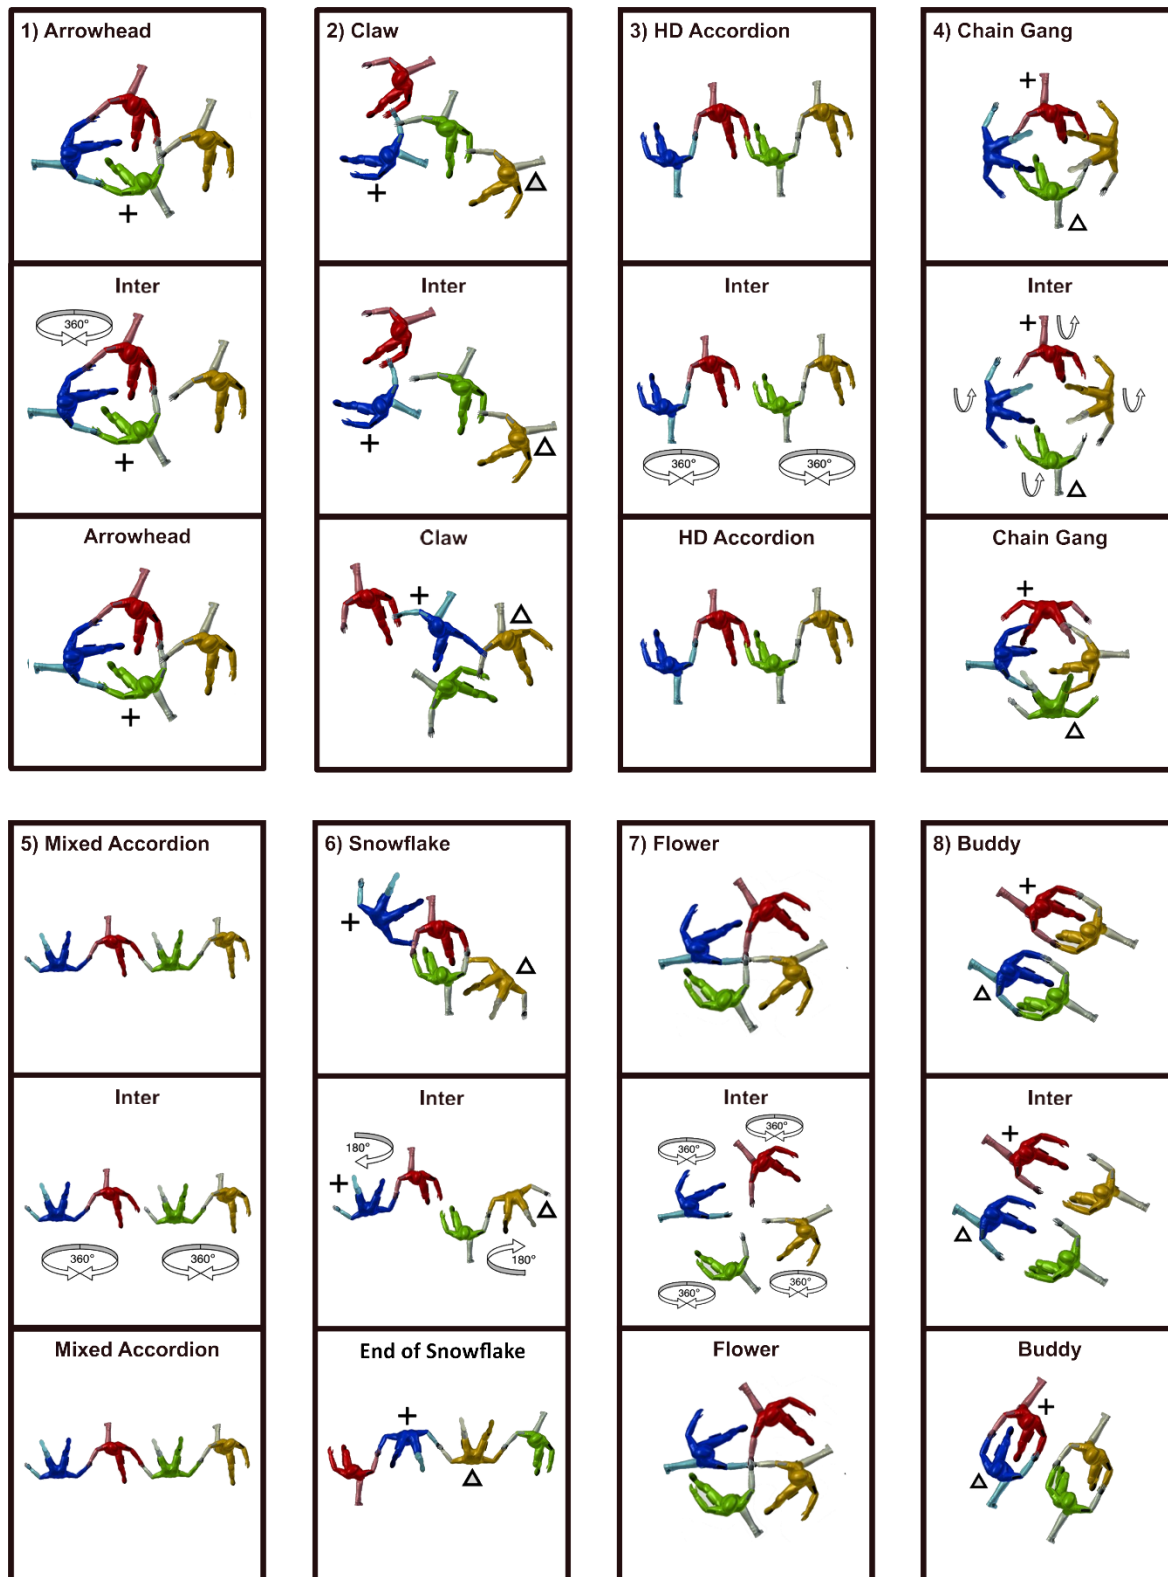 1) Arrowhead
2) Claw
3) HD Accordion
4) Chain Gang
+
+
△
+
△
Inter
Inter
Inter
Inter
360°
+
+
△
360°
360°
+
△
Arrowhead
Claw
HD Accordion
Chain Gang
+
+
△
+
△
5) Mixed Accordion
6) Snowflake
7) Flower
8) Buddy
+
△
+
△
Inter
Inter
Inter
Inter
360°
360°
180°
180°
+
△
360°
360°
360°
360°
+
△
Mixed Accordion
End of Snowflake
Flower
Buddy
+
△
+
△